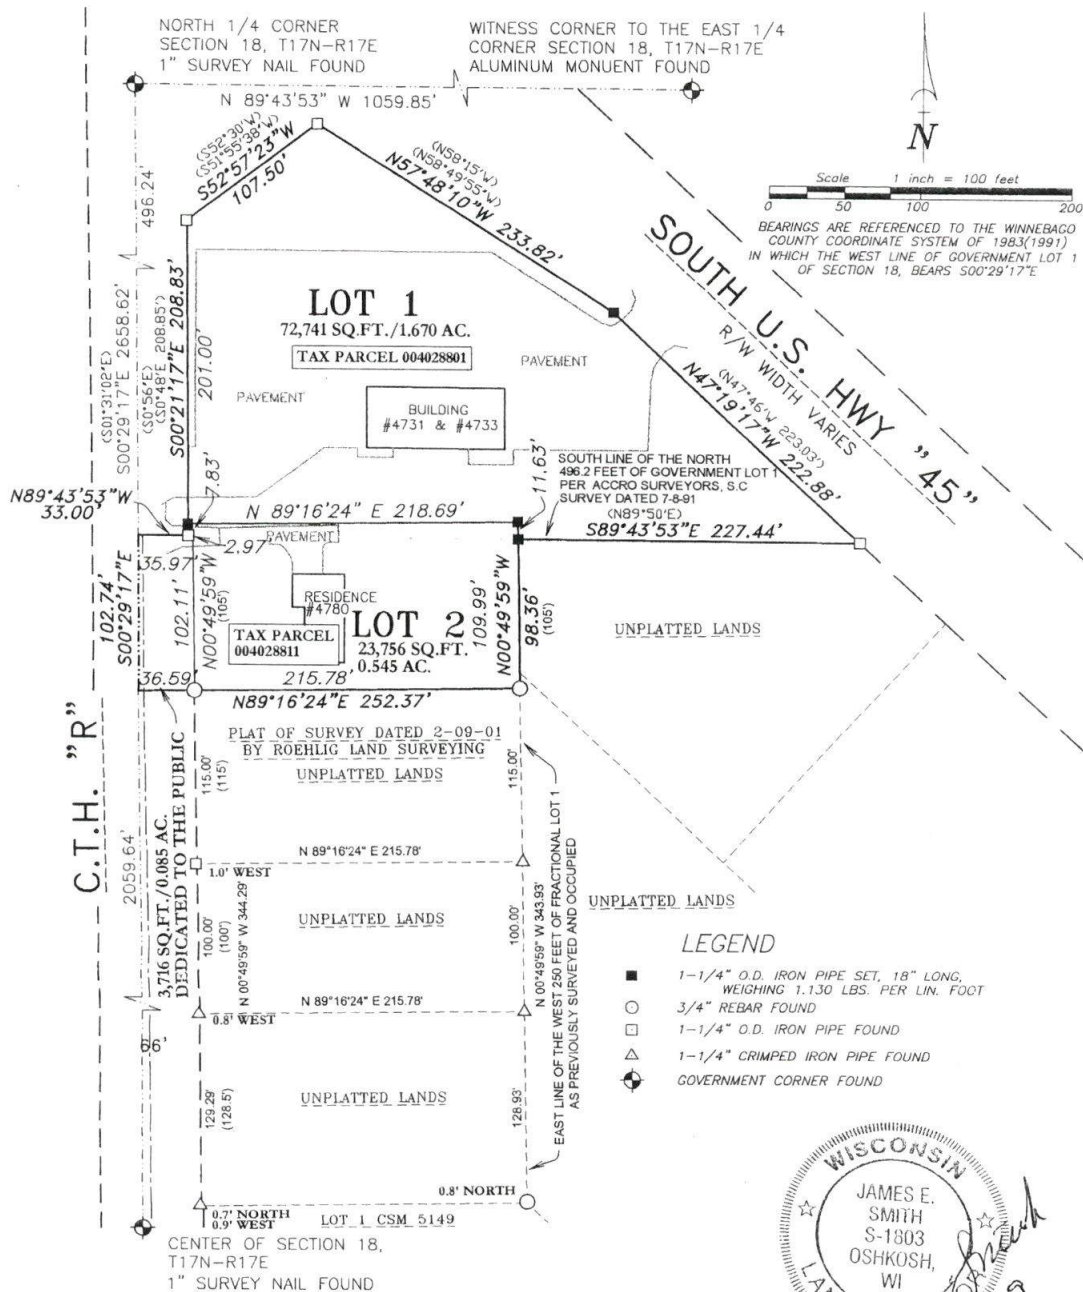 NORTH 1/4 CORNER
SECTION 18, T17N-R17E
1" SURVEY NAIL FOUND
WITNESS CORNER TO THE EAST 1/4
CORNER SECTION 18, T17N-R17E
ALUMINUM MONUENT FOUND
N 89°43'53" W 1059.85'
N
Scale 1 inch = 100 feet
0 50 100 200
BEARINGS ARE REFERENCED TO THE WINNEBAGO
COUNTY COORDINATE SYSTEM OF 1983(1991)
IN WHICH THE WEST LINE OF GOVERNMENT LOT 1
OF SECTION 18, BEARS S00°29'17"E
(S52°30'W)
(S51°55'38"W)
S52°57'23"W
107.50'
(N58°15'W)
(N58°49'55"W)
N57°48'10"W 233.82'
496.24'
(S01°31'02"E)
S00°29'17"E 2658.62'
(S0°56'E)
(S0°48'E 208.85')
S00°21'17"E 208.83'
201.00'
LOT 1
72,741 SQ.FT./1.670 AC.
TAX PARCEL 004028801
PAVEMENT
PAVEMENT
BUILDING
#4731 & #4733
SOUTH U.S. HWY "45"
R/W WIDTH VARIES
(N47°46'W 223.03')
N47°19'17"W 222.88'
SOUTH LINE OF THE NORTH
496.2 FEET OF GOVERNMENT LOT 1
PER ACCRO SURVEYORS, S.C
SURVEY DATED 7-8-91
(N89°50'E)
S89°43'53"E 227.44'
11.63'
7.83'
N89°43'53"W
33.00'
N 89°16'24" E 218.69'
PAVEMENT
2.97'
35.97'
102.74'
S00°29'17"E
102.11'
N00°49'59"W
(105')
RESIDENCE
#4780
TAX PARCEL
004028811
LOT 2
23,756 SQ.FT.
0.545 AC.
109.99'
N00°49'59"W
98.36'
(105')
UNPLATTED LANDS
36.59'
215.78'
N89°16'24"E 252.37'
PLAT OF SURVEY DATED 2-09-01
BY ROEHLIG LAND SURVEYING
UNPLATTED LANDS
C.T.H. "R"
2059.64'
3,716 SQ.FT./0.085 AC.
DEDICATED TO THE PUBLIC
115.00'
(115')
115.00'
N 89°16'24" E 215.78'
1.0' WEST
UNPLATTED LANDS
100.00'
(100')
N 00°49'59" W 344.29'
100.00'
N 00°49'59" W 343.93'
EAST LINE OF THE WEST 250 FEET OF FRACTIONAL LOT 1
AS PREVIOUSLY SURVEYED AND OCCUPIED
N 89°16'24" E 215.78'
0.8' WEST
66'
UNPLATTED LANDS
129.29'
(128.5')
128.93'
0.8' NORTH
0.7' NORTH
0.9' WEST
LOT 1 CSM 5149
CENTER OF SECTION 18,
T17N-R17E
1" SURVEY NAIL FOUND
UNPLATTED LANDS
LEGEND
1-1/4" O.D. IRON PIPE SET, 18" LONG,
WEIGHING 1.130 LBS. PER LIN. FOOT
3/4" REBAR FOUND
1-1/4" O.D. IRON PIPE FOUND
1-1/4" CRIMPED IRON PIPE FOUND
GOVERNMENT CORNER FOUND
WISCONSIN
JAMES E.
SMITH
S-1803
OSHKOSH,
WI